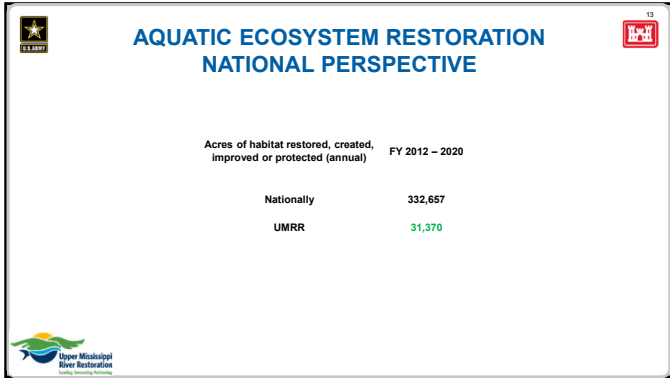 13
U.S.ARMY
AQUATIC ECOSYSTEM RESTORATION
NATIONAL PERSPECTIVE
Acres of habitat restored, created,
improved or protected (annual)
FY 2012 – 2020
Nationally 332,657
UMRR 31,370
Upper Mississippi
River Restoration
Leading Innovating Partnering